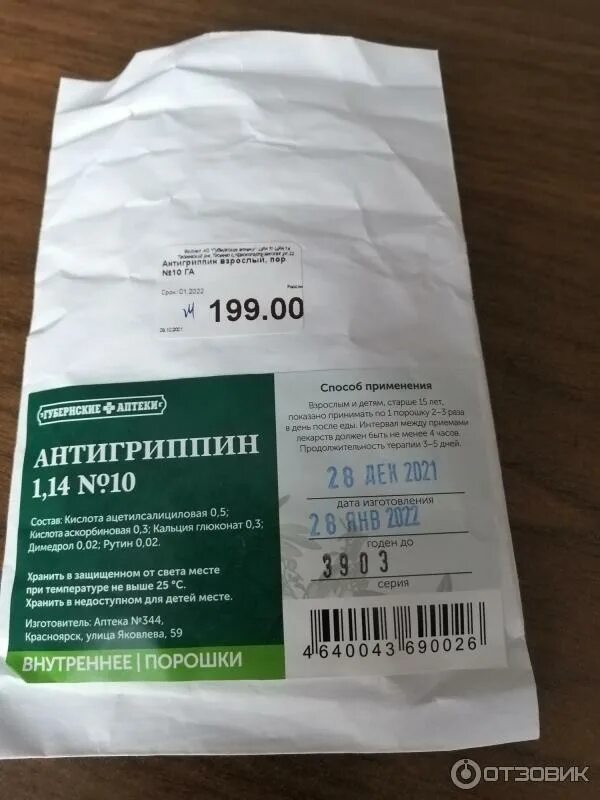 Антигриппин взрослый, пор
№10 ГА
Срок: 01.2022
199.00
«ГУБЕРНСКИЕ АПТЕКИ»
АНТИГРИППИН
1,14 №10
Состав: Кислота ацетилсалициловая 0,5;
Кислота аскорбиновая 0,3; Кальция глюконат 0,3;
Димедрол 0,02; Рутин 0,02.
Хранить в защищенном от света месте
при температуре не выше 25 °С.
Хранить в недоступном для детей месте.
Изготовитель: Аптека №344,
Красноярск, улица Яковлева, 59
ВНУТРЕННЕЕ | ПОРОШКИ
Способ применения
Взрослым и детям, старше 15 лет,
показано принимать по 1 порошку 2–3 раза
в день после еды. Интервал между приемами
лекарств должен быть не менее 4 часов.
Продолжительность терапии 3–5 дней.
28 ДЕК 2021
дата изготовления
28 ЯНВ 2022
годен до
3903
серия
4640043690026
ОТЗОВИК